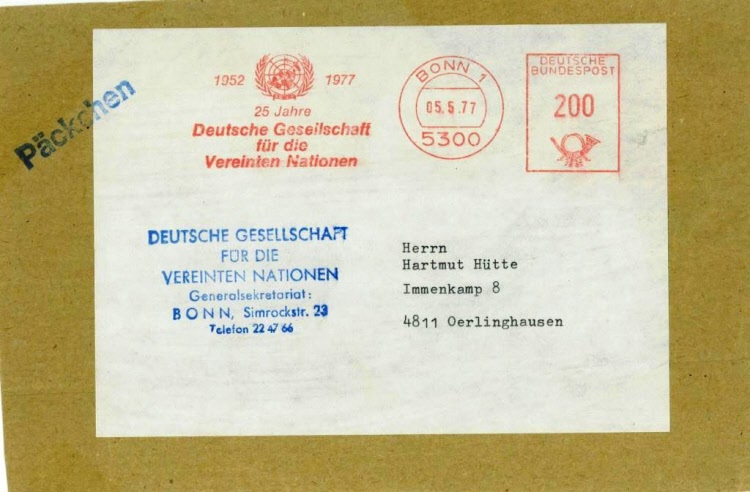 Päckchen
1952 1977
25 Jahre
Deutsche Gesellschaft
für die
Vereinten Nationen
BONN 1
05.5.77
5300
DEUTSCHE
BUNDESPOST
200
DEUTSCHE GESELLSCHAFT
FÜR DIE
VEREINTEN NATIONEN
Generalsekretariat:
BONN, Simrockstr. 23
Telefon 22 47 66
Herrn
Hartmut Hütte
Immenkamp 8
4811 Oerlinghausen